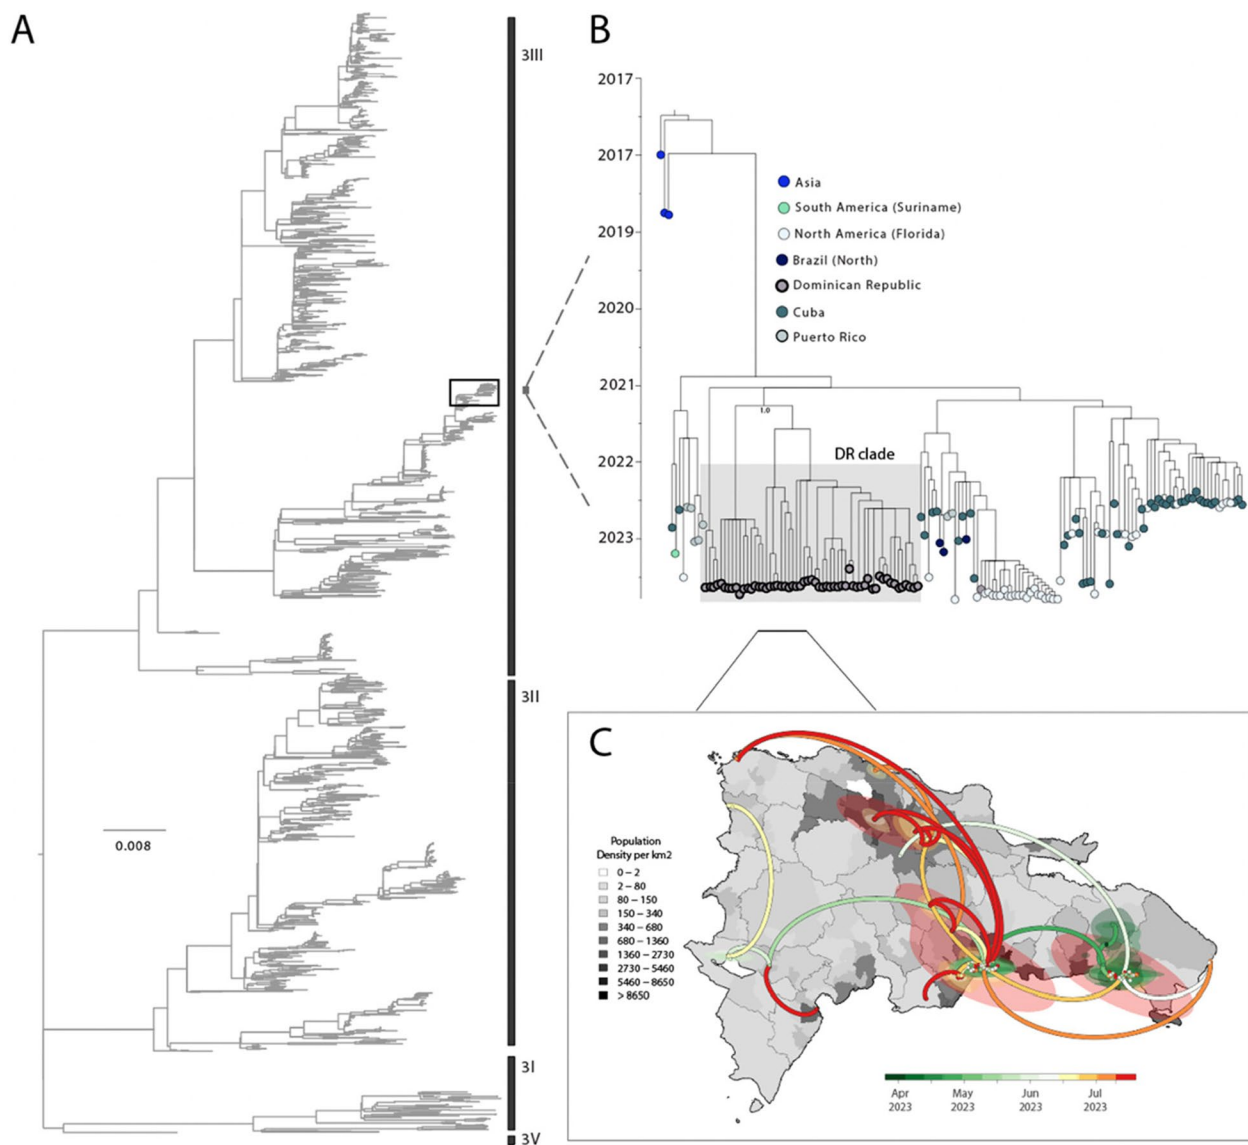 A
3III
3II
3I
3V
0.008
B
2017
2017
2019
2020
2021
2022
2023
Asia
South America (Suriname)
North America (Florida)
Brazil (North)
Dominican Republic
Cuba
Puerto Rico
1.0
DR clade
C
Population
Density per km2
0 – 2
2 – 80
80 – 150
150 – 340
340 – 680
680 – 1360
1360 – 2730
2730 – 5460
5460 – 8650
> 8650
Apr May Jun Jul
2023 2023 2023 2023